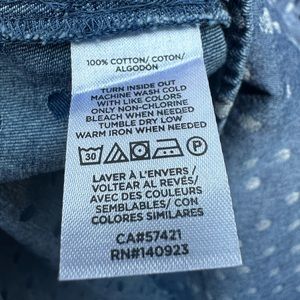 100% COTTON/ COTON/
ALGODÓN
TURN INSIDE OUT
MACHINE WASH COLD
WITH LIKE COLORS
ONLY NON-CHLORINE
BLEACH WHEN NEEDED
TUMBLE DRY LOW
WARM IRON WHEN NEEDED
30 P
LAVER À L'ENVERS /
VOLTEAR AL REVÉS/
AVEC DES COULEURS
SEMBLABLES/ CON
COLORES SIMILARES
CA#57421
RN#140923